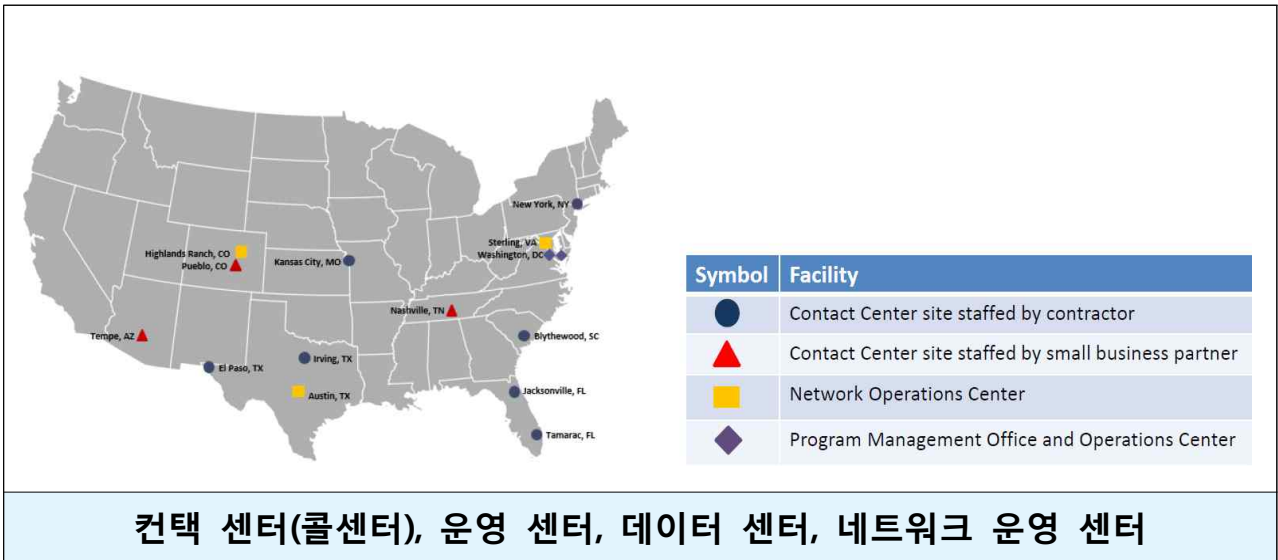 New York, NY
Sterling, VA
Washington, DC
Highlands Ranch, CO
Pueblo, CO
Kansas City, MO
Nashville, TN
Tempe, AZ
Blythewood, SC
Irving, TX
El Paso, TX
Austin, TX
Jacksonville, FL
Tamarac, FL
Symbol Facility
Contact Center site staffed by contractor
Contact Center site staffed by small business partner
Network Operations Center
Program Management Office and Operations Center
컨택 센터(콜센터), 운영 센터, 데이터 센터, 네트워크 운영 센터